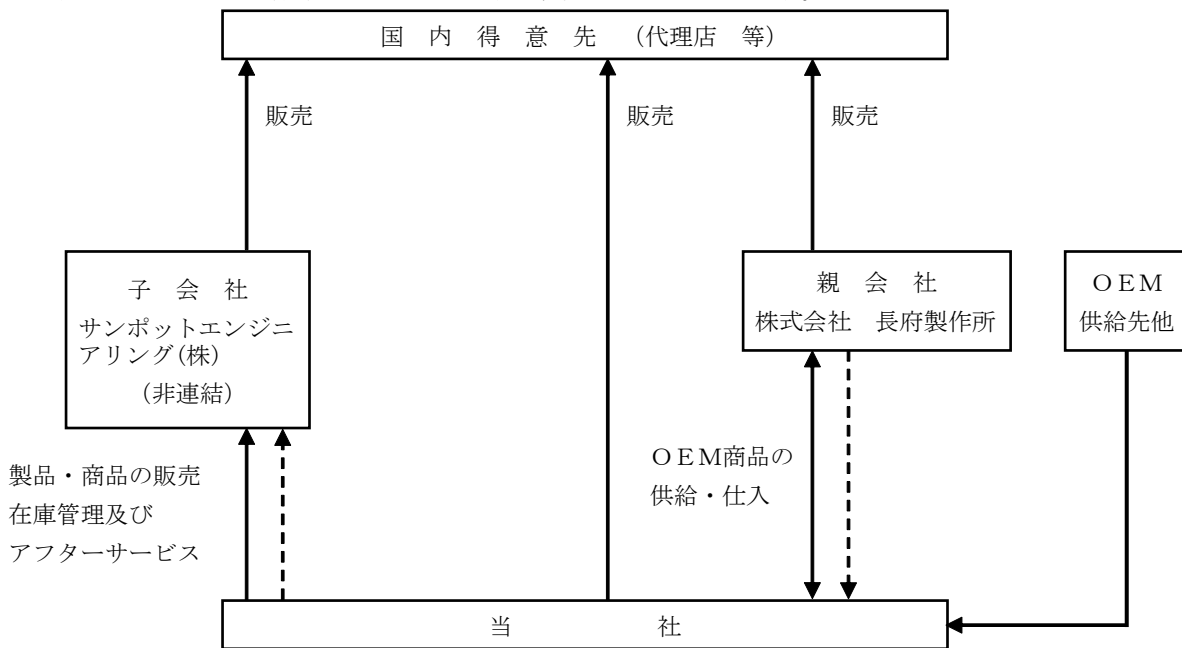 国 内 得 意 先 (代理店 等)
販売
販売
販売
子 会 社
サンポットエンジニ
アリング(株)
(非連結)
親 会 社
株式会社 長府製作所
ＯＥＭ
供給先他
製品・商品の販売
在庫管理及び
アフターサービス
ＯＥＭ商品の
供給・仕入
当 社